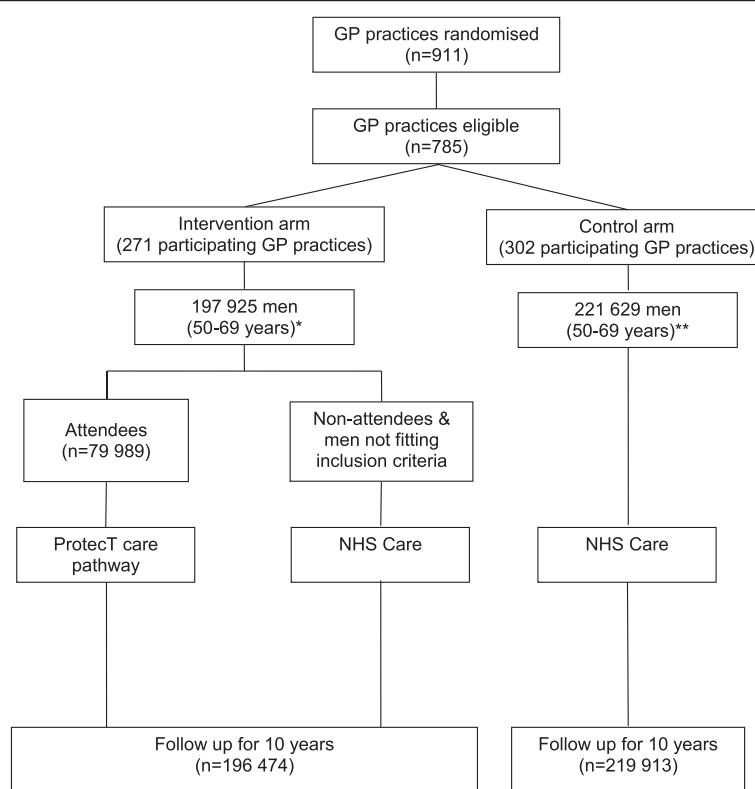 GP practices randomised
(n=911)
GP practices eligible
(n=785)
Intervention arm
(271 participating GP practices)
Control arm
(302 participating GP practices)
197 925 men
(50-69 years)*
221 629 men
(50-69 years)**
Attendees
(n=79 989)
Non-attendees &
men not fitting
inclusion criteria
ProtecT care
pathway
NHS Care
NHS Care
Follow up for 10 years
(n=196 474)
Follow up for 10 years
(n=219 913)